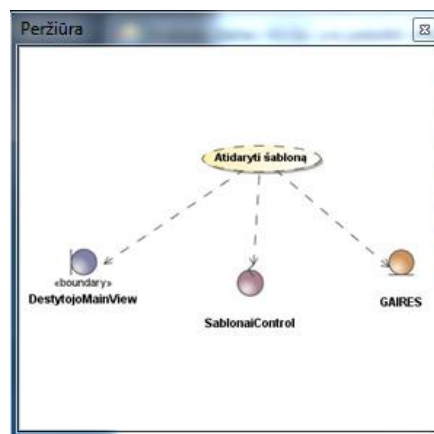 Peržiūra
Atidaryti šabloną
«boundary»
DestytojoMainView
SablonaiControl
GAIRES